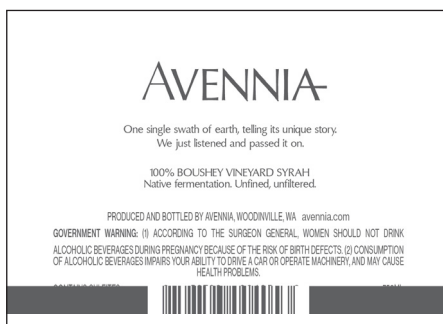 AVENNIA
One single swath of earth, telling its unique story.
We just listened and passed it on.
100% BOUSHEY VINEYARD SYRAH
Native fermentation. Unfined, unfiltered.
PRODUCED AND BOTTLED BY AVENNIA, WOODINVILLE, WA avennia.com
GOVERNMENT WARNING: (1) ACCORDING TO THE SURGEON GENERAL, WOMEN SHOULD NOT DRINK
ALCOHOLIC BEVERAGES DURING PREGNANCY BECAUSE OF THE RISK OF BIRTH DEFECTS. (2) CONSUMPTION
OF ALCOHOLIC BEVERAGES IMPAIRS YOUR ABILITY TO DRIVE A CAR OR OPERATE MACHINERY, AND MAY CAUSE
HEALTH PROBLEMS.